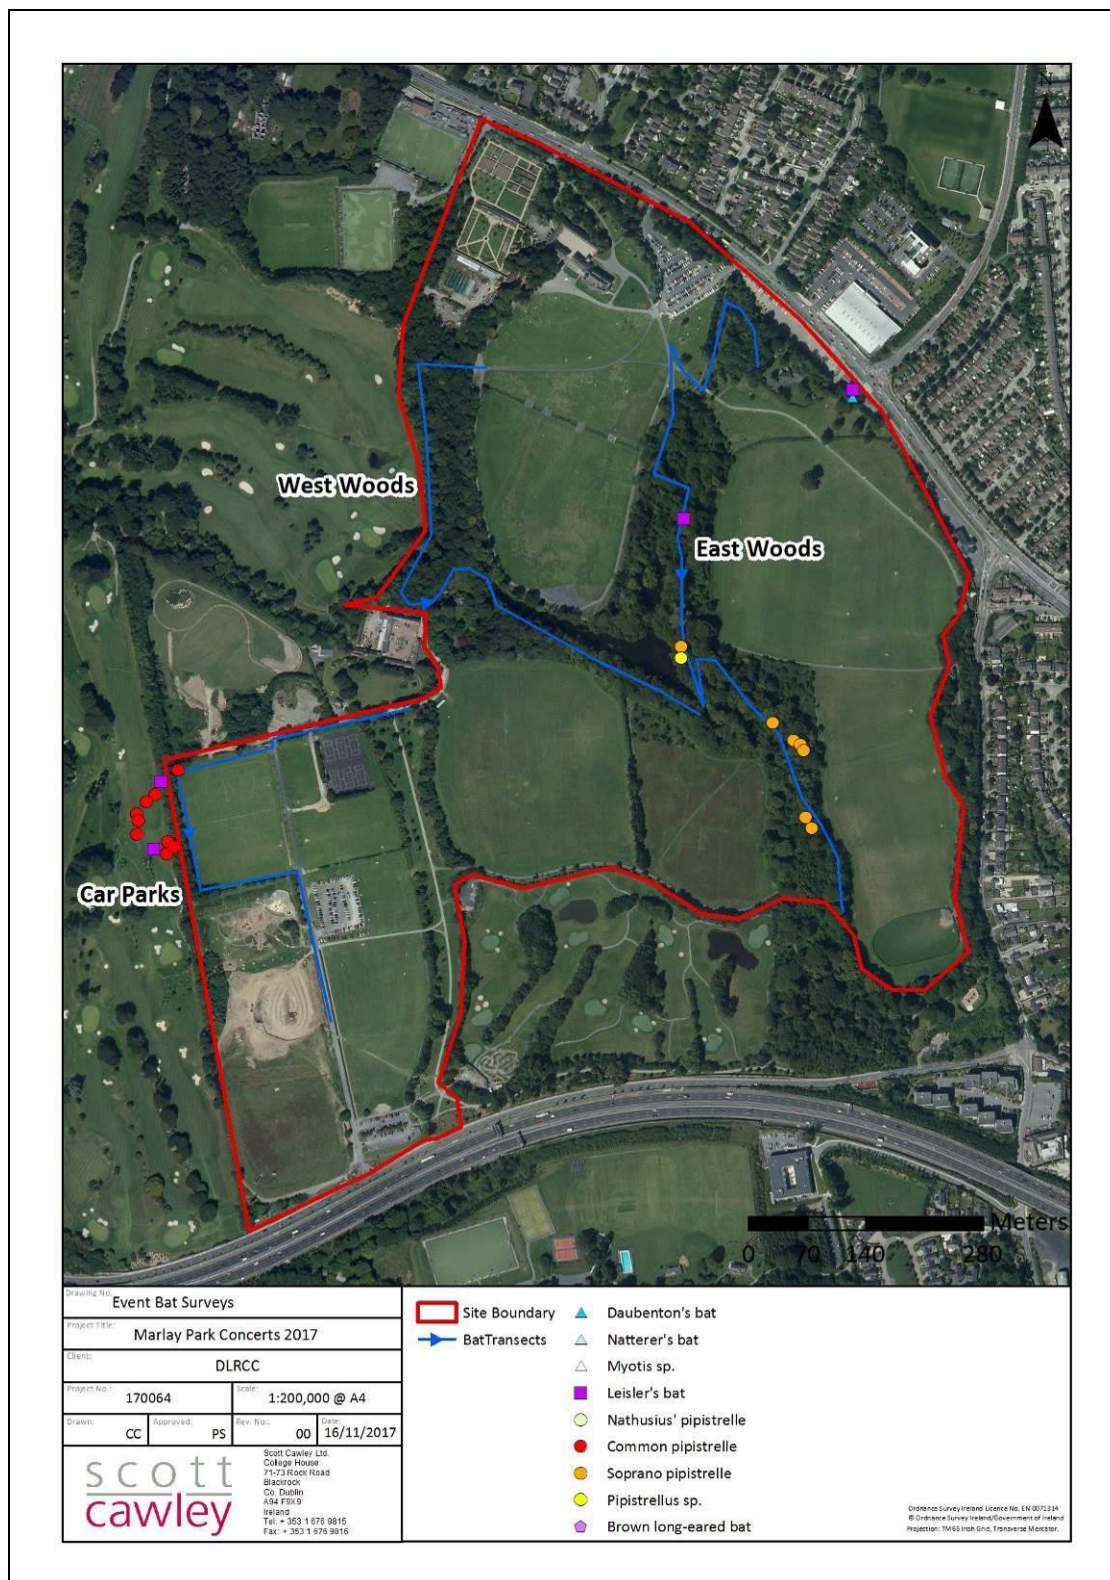 N
West Woods
East Woods
Car Parks
Meters
0 70 140 280
Drawing No:
Event Bat Surveys
Project Title:
Marlay Park Concerts 2017
Client:
DLRCC
Project No.:
170064
Scale:
1:200,000 @ A4
Drawn:
CC
Approved:
PS
Rev. No.:
00
Date:
16/11/2017
scott
cawley
Scott Cawley Ltd.
College House
71-73 Rock Road
Blackrock
Co. Dublin
A94 F9X9
Ireland
Tel: + 353 1 676 9815
Fax: + 353 1 676 9816
Site Boundary
BatTransects
Daubenton's bat
Natterer's bat
Myotis sp.
Leisler's bat
Nathusius' pipistrelle
Common pipistrelle
Soprano pipistrelle
Pipistrellus sp.
Brown long-eared bat
Ordnance Survey Ireland Licence No. EN 0071314
© Ordnance Survey Ireland/Government of Ireland
Projection: TM65 Irish Grid, Transverse Mercator.